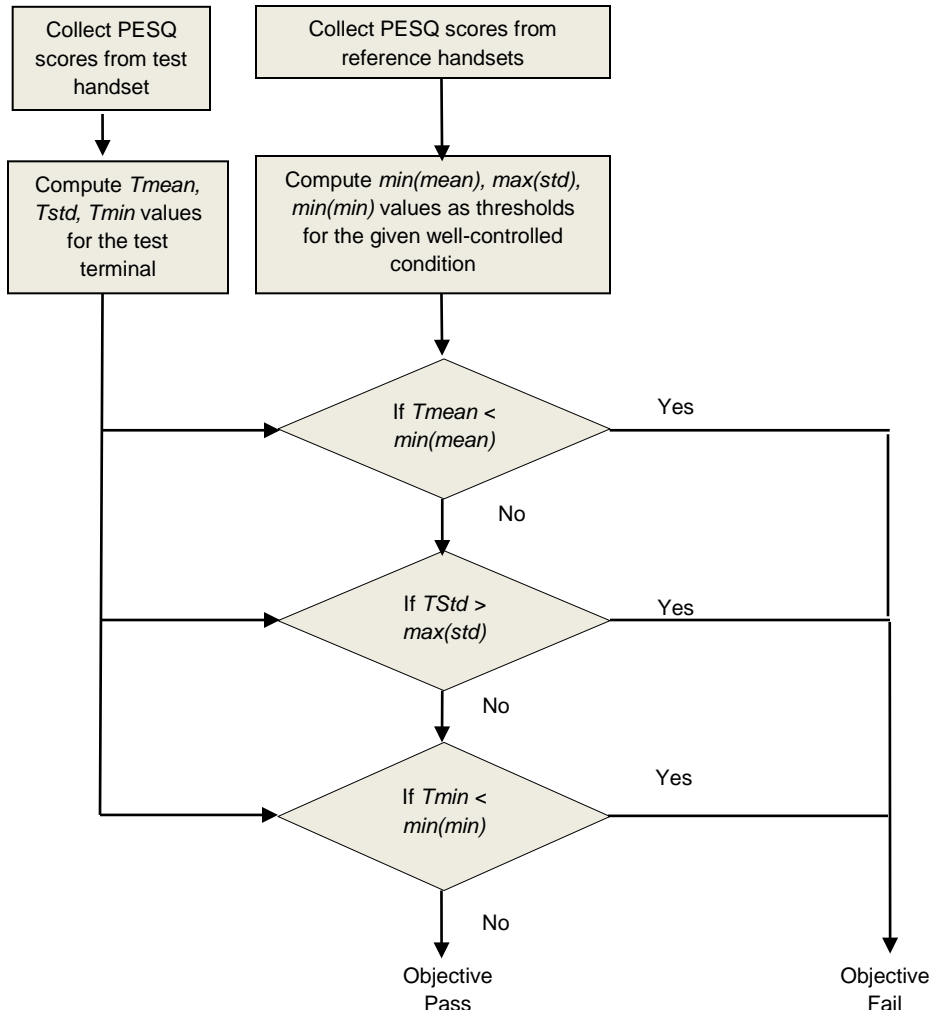 Collect PESQ
scores from test
handset
Collect PESQ scores from
reference handsets
Compute Tmean,
Tstd, Tmin values
for the test
terminal
Compute min(mean), max(std),
min(min) values as thresholds
for the given well-controlled
condition
If Tmean <
min(mean)
Yes
No
If TStd >
max(std)
Yes
No
If Tmin <
min(min)
Yes
No
Objective
Pass
Objective
Fail